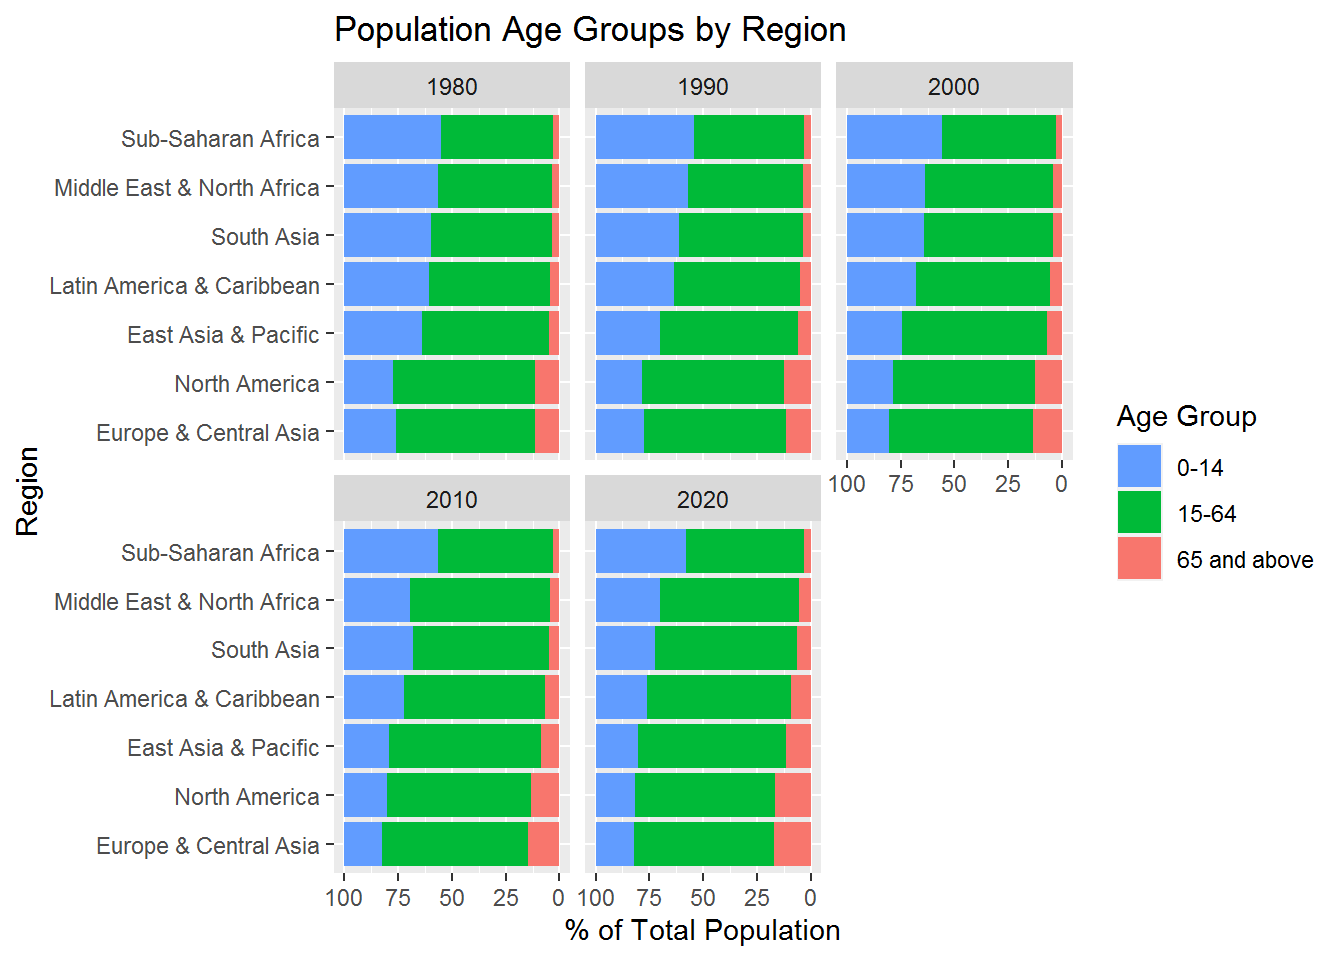 Population Age Groups by Region
1980
1990
2000
Sub-Saharan Africa
Middle East & North Africa
South Asia
Latin America & Caribbean
East Asia & Pacific
North America
Europe & Central Asia
100 75 50 25 0
2010
2020
Sub-Saharan Africa
Middle East & North Africa
South Asia
Latin America & Caribbean
East Asia & Pacific
North America
Europe & Central Asia
100 75 50 25 0
100 75 50 25 0
% of Total Population
Region
Age Group
0-14
15-64
65 and above